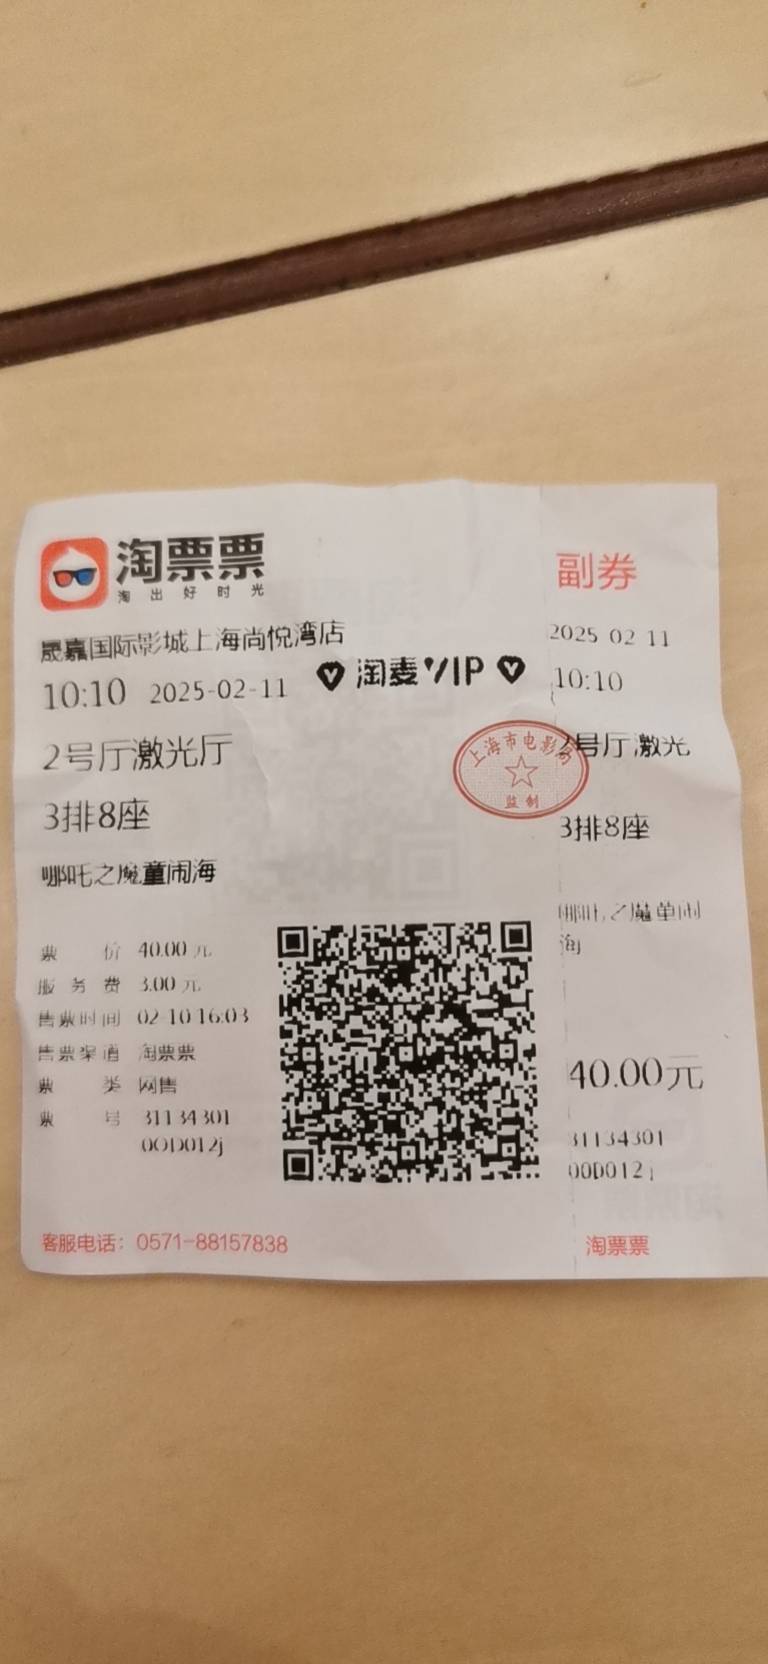 淘票票
淘出好时光
晟嘉国际影城上海尚悦湾店
10:10 2025-02-11
淘麦VIP
2号厅激光厅
3排8座
哪吒之魔童闹海
票价 40.00 元
服务费 3.00 元
售票时间 02-10 16:03
售票渠道 淘票票
票类 网售
票号 31134301
00D012j
客服电话：0571-88157838
上海市电影局
监制
副券
2025 02 11
10:10
2号厅激光
3排8座
哪吒之魔童闹
海
40.00元
31134301
00D012j
淘票票